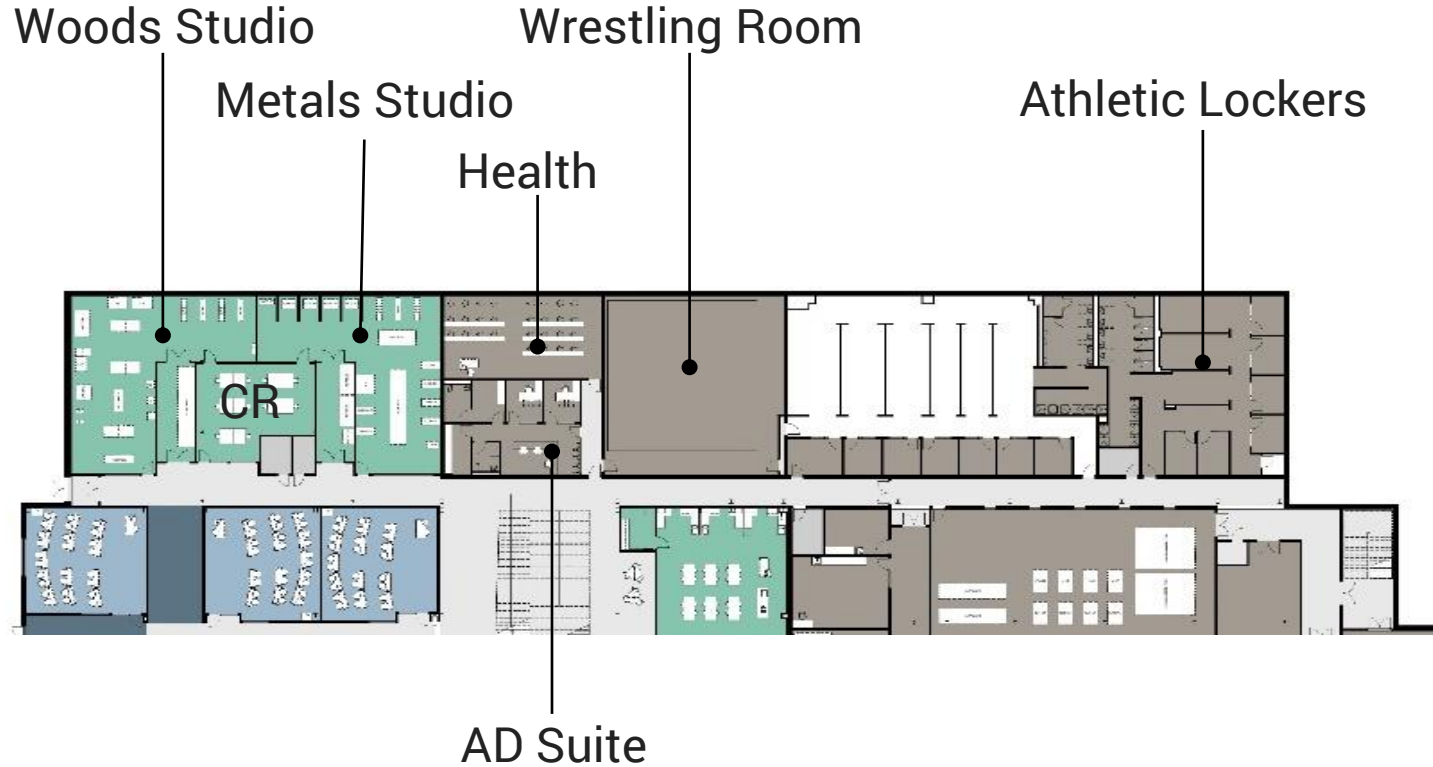 Woods Studio
Wrestling Room
Metals Studio
Athletic Lockers
Health
CR
AD Suite